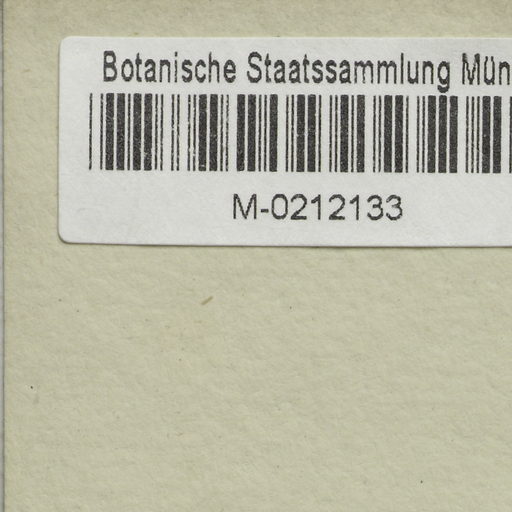 Botanische Staatssammlung Mün
M-0212133